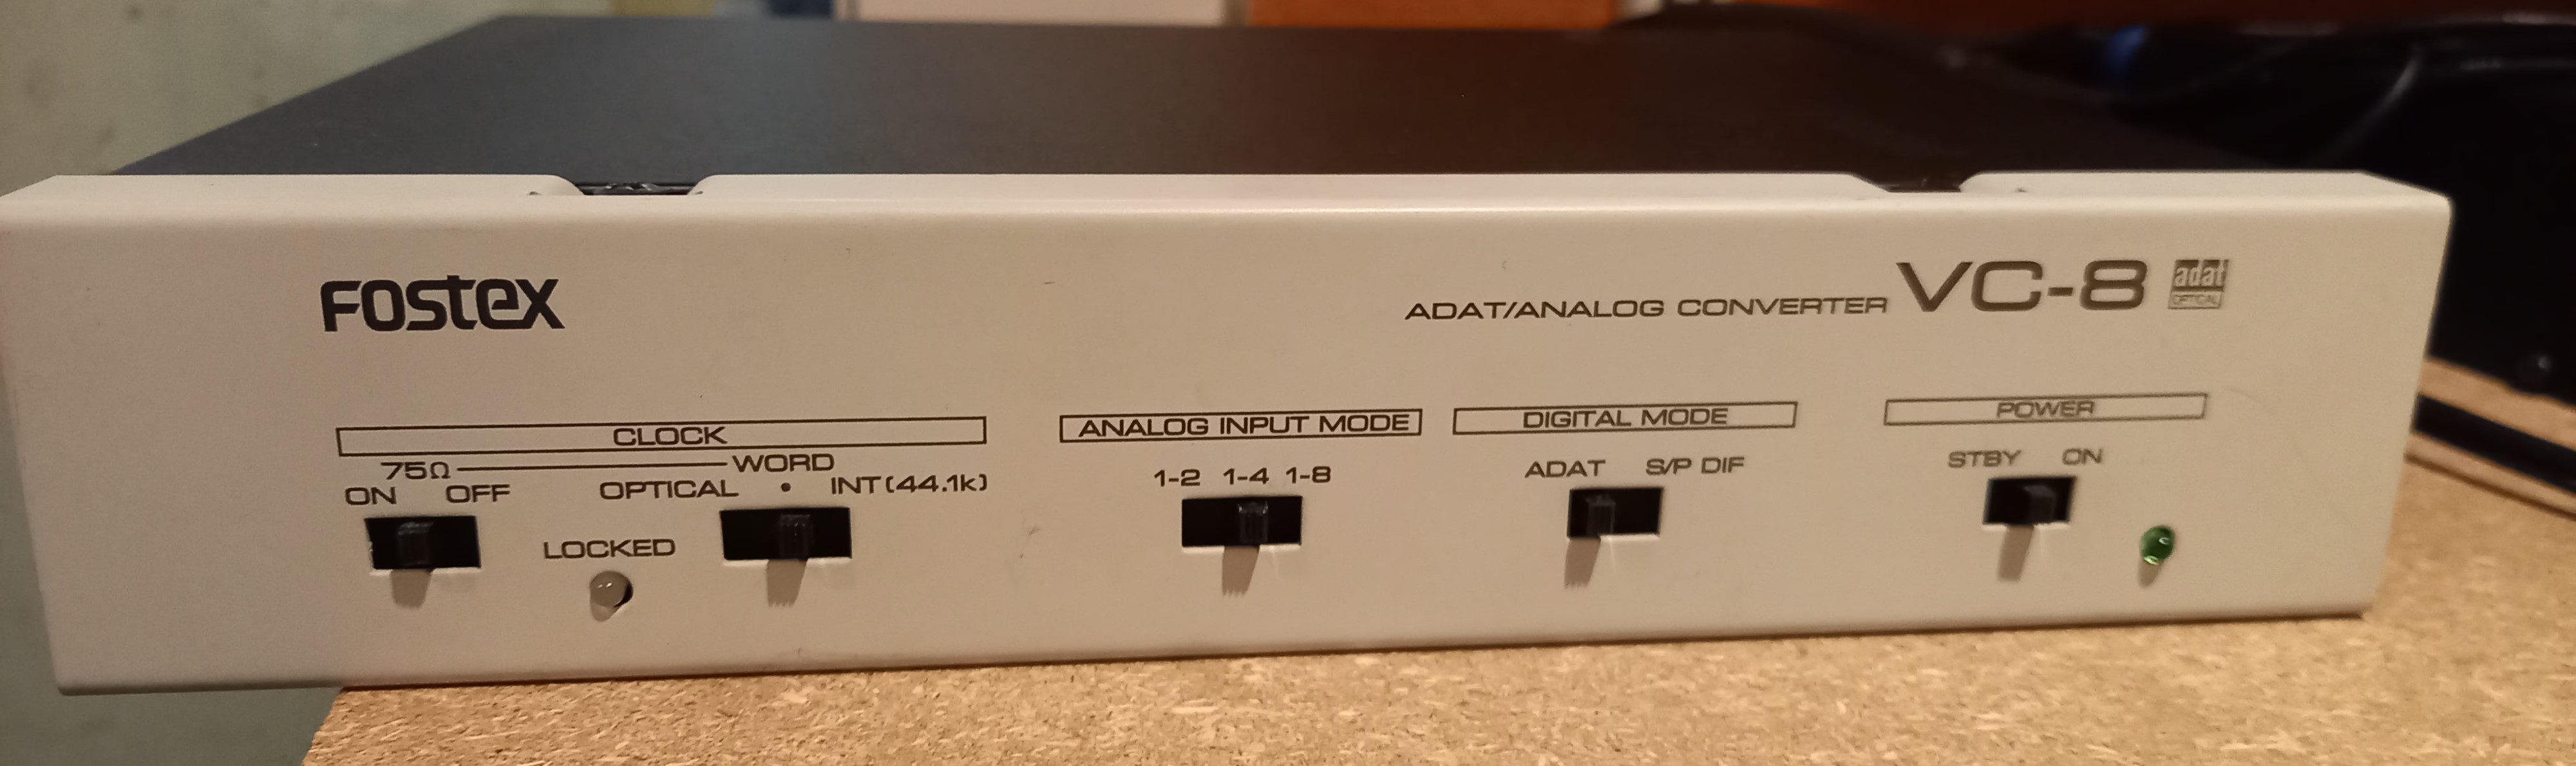 Fostex
ADAT/ANALOG CONVERTER VC-8 adat
OPTICAL
CLOCK
75Ω WORD
ON OFF OPTICAL • INT(44.1k)
LOCKED
ANALOG INPUT MODE
1-2 1-4 1-8
DIGITAL MODE
ADAT S/P DIF
POWER
STBY ON